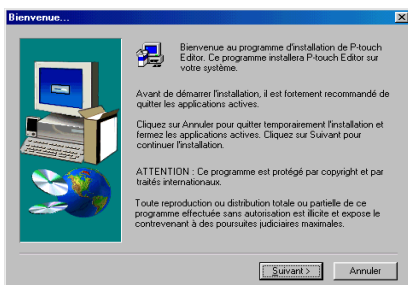 Bienvenue...
Bienvenue au programme d'installation de P-touch
Editor. Ce programme installera P-touch Editor sur
votre système.
Avant de démarrer l'installation, il est fortement recommandé de
quitter les applications actives.
Cliquez sur Annuler pour quitter temporairement l'installation et
fermez les applications actives. Cliquez sur Suivant pour
continuer l'installation.
ATTENTION : Ce programme est protégé par copyright et par
traités internationaux.
Toute reproduction ou distribution totale ou partielle de ce
programme effectuée sans autorisation est illicite et expose le
contrevenant à des poursuites judiciaires maximales.
Suivant >
Annuler